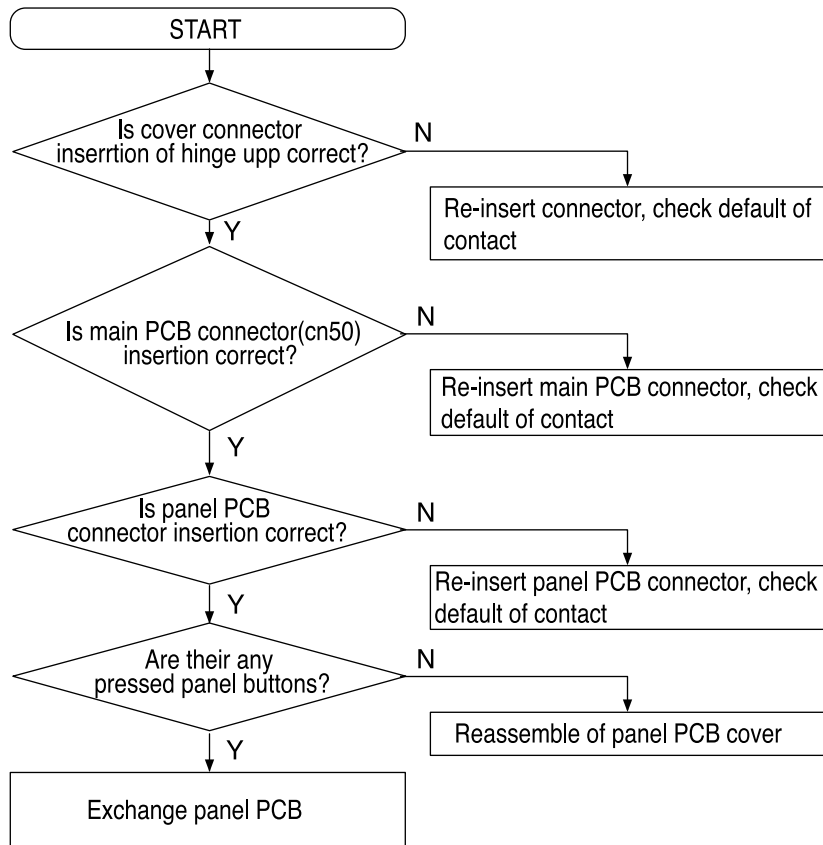 START
Is cover connector
inserrtion of hinge upp correct?
N
Re-insert connector, check default of
contact
Y
Is main PCB connector(cn50)
insertion correct?
N
Re-insert main PCB connector, check
default of contact
Y
Is panel PCB
connector insertion correct?
N
Re-insert panel PCB connector, check
default of contact
Y
Are their any
pressed panel buttons?
N
Reassemble of panel PCB cover
Y
Exchange panel PCB